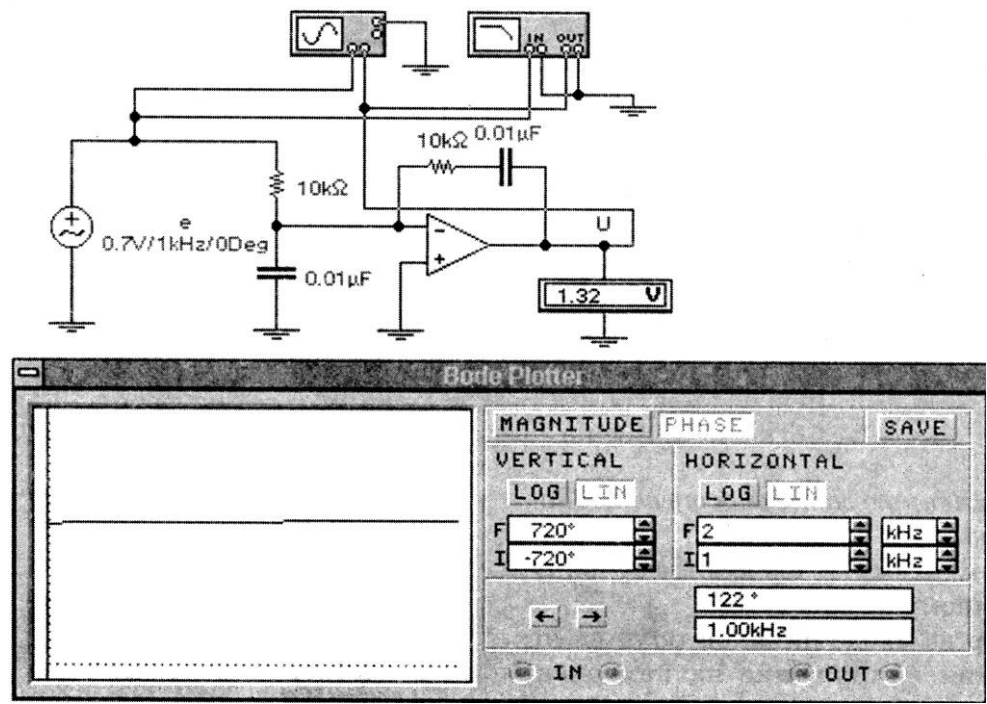 IN OUT
0.01µF
10kΩ
10kΩ
e
0.7V/1kHz/0Deg
0.01µF
−
+
U
1.32 V
Bode Plotter
MAGNITUDE PHASE SAVE
VERTICAL HORIZONTAL
LOG LIN LOG LIN
F 720° F 2 kHz
I -720° I 1 kHz
← → 122 °
1.00kHz
IN OUT